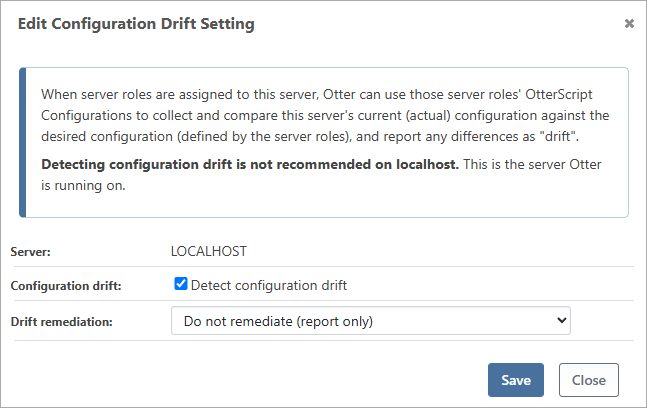 Edit Configuration Drift Setting
×
When server roles are assigned to this server, Otter can use those server roles' OtterScript
Configurations to collect and compare this server's current (actual) configuration against the
desired configuration (defined by the server roles), and report any differences as "drift".
Detecting configuration drift is not recommended on localhost. This is the server Otter
is running on.
Server: LOCALHOST
Configuration drift: Detect configuration drift
Drift remediation: Do not remediate (report only)
Save Close